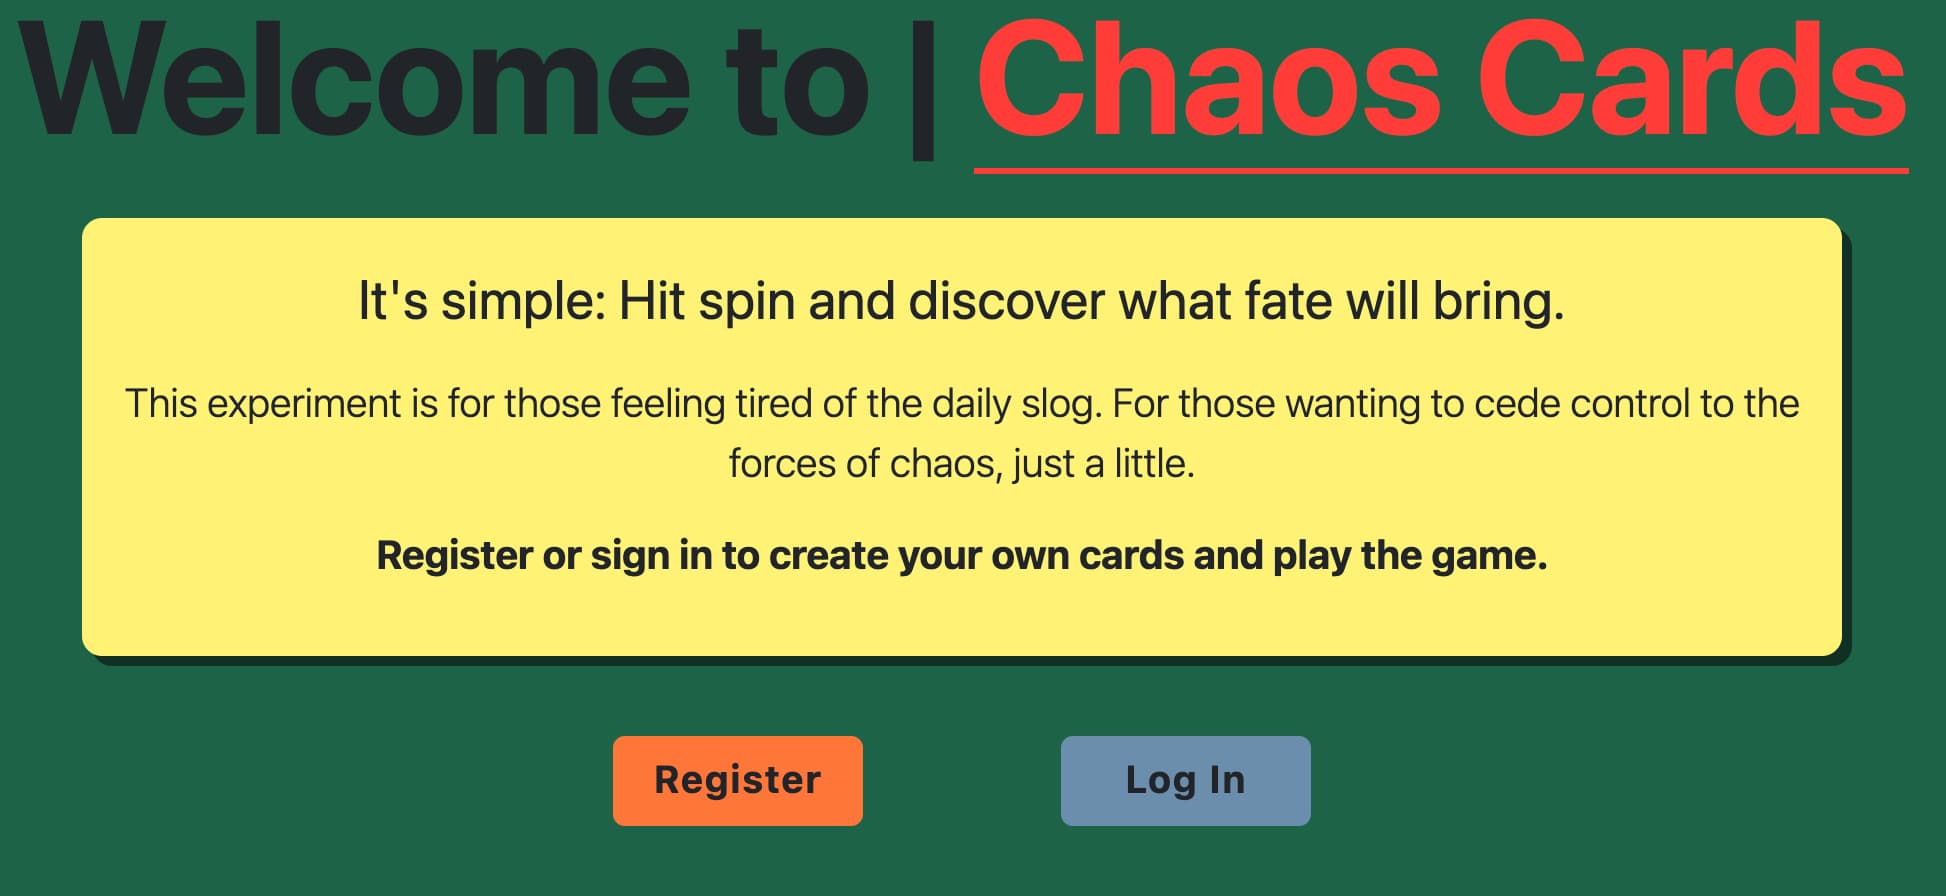 Welcome to | Chaos Cards
It's simple: Hit spin and discover what fate will bring.
This experiment is for those feeling tired of the daily slog. For those wanting to cede control to the
forces of chaos, just a little.
Register or sign in to create your own cards and play the game.
Register
Log In